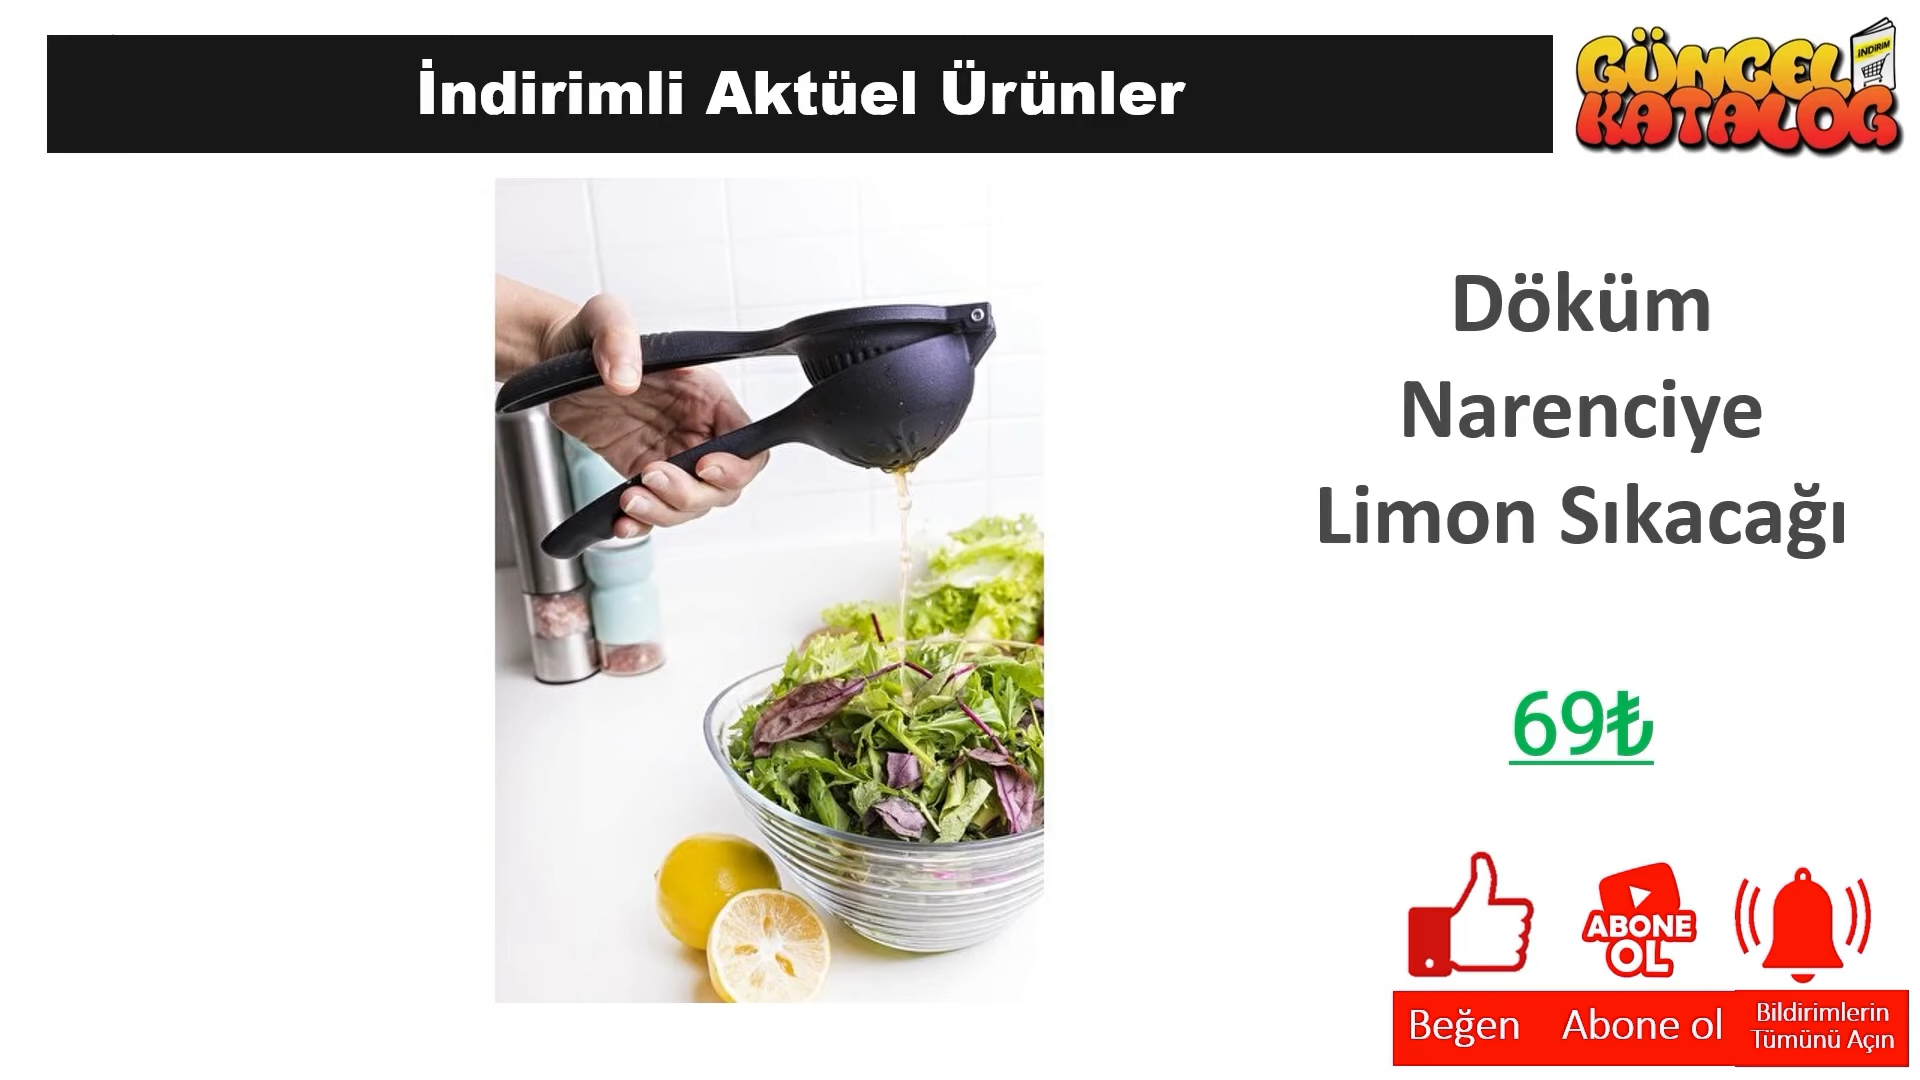 İndirimli Aktüel Ürünler
GÜNCEL
İNDİRİM
KATALOG
Döküm
Narenciye
Limon Sıkacağı
69₺
ABONE
OL
Beğen
Abone ol
Bildirimlerin
Tümünü Açın